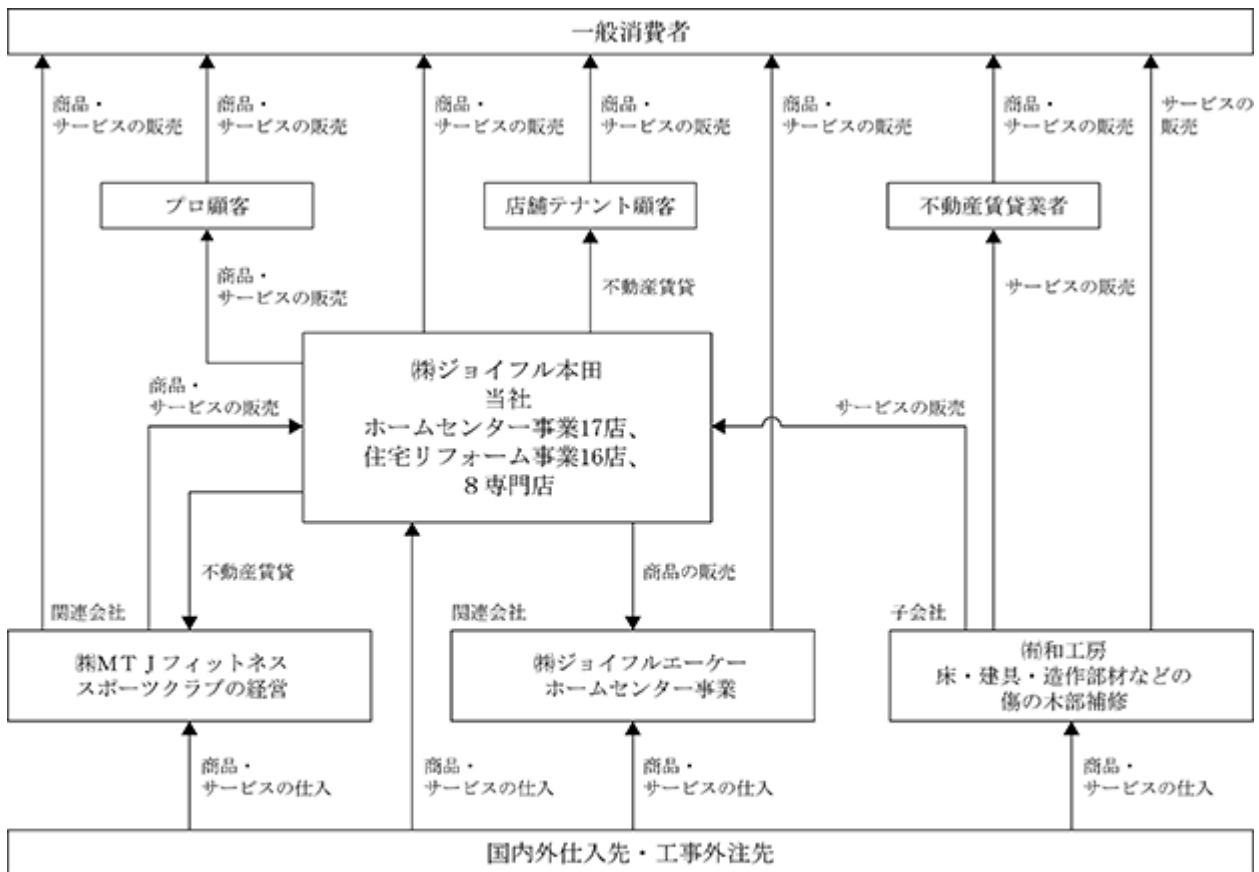 一般消費者
商品・
サービスの販売
商品・
サービスの販売
商品・
サービスの販売
商品・
サービスの販売
商品・
サービスの販売
商品・
サービスの販売
サービスの
販売
プロ顧客
店舗テナント顧客
不動産賃貸業者
商品・
サービスの販売
不動産賃貸
サービスの販売
㈱ジョイフル本田
当社
ホームセンター事業17店、
住宅リフォーム事業16店、
８専門店
商品・
サービスの販売
サービスの販売
不動産賃貸
商品の販売
関連会社
関連会社
子会社
㈱ＭＴＪフィットネス
スポーツクラブの経営
㈱ジョイフルエーケー
ホームセンター事業
㈲和工房
床・建具・造作部材などの
傷の木部補修
商品・
サービスの仕入
商品・
サービスの仕入
商品・
サービスの仕入
商品・
サービスの仕入
国内外仕入先・工事外注先